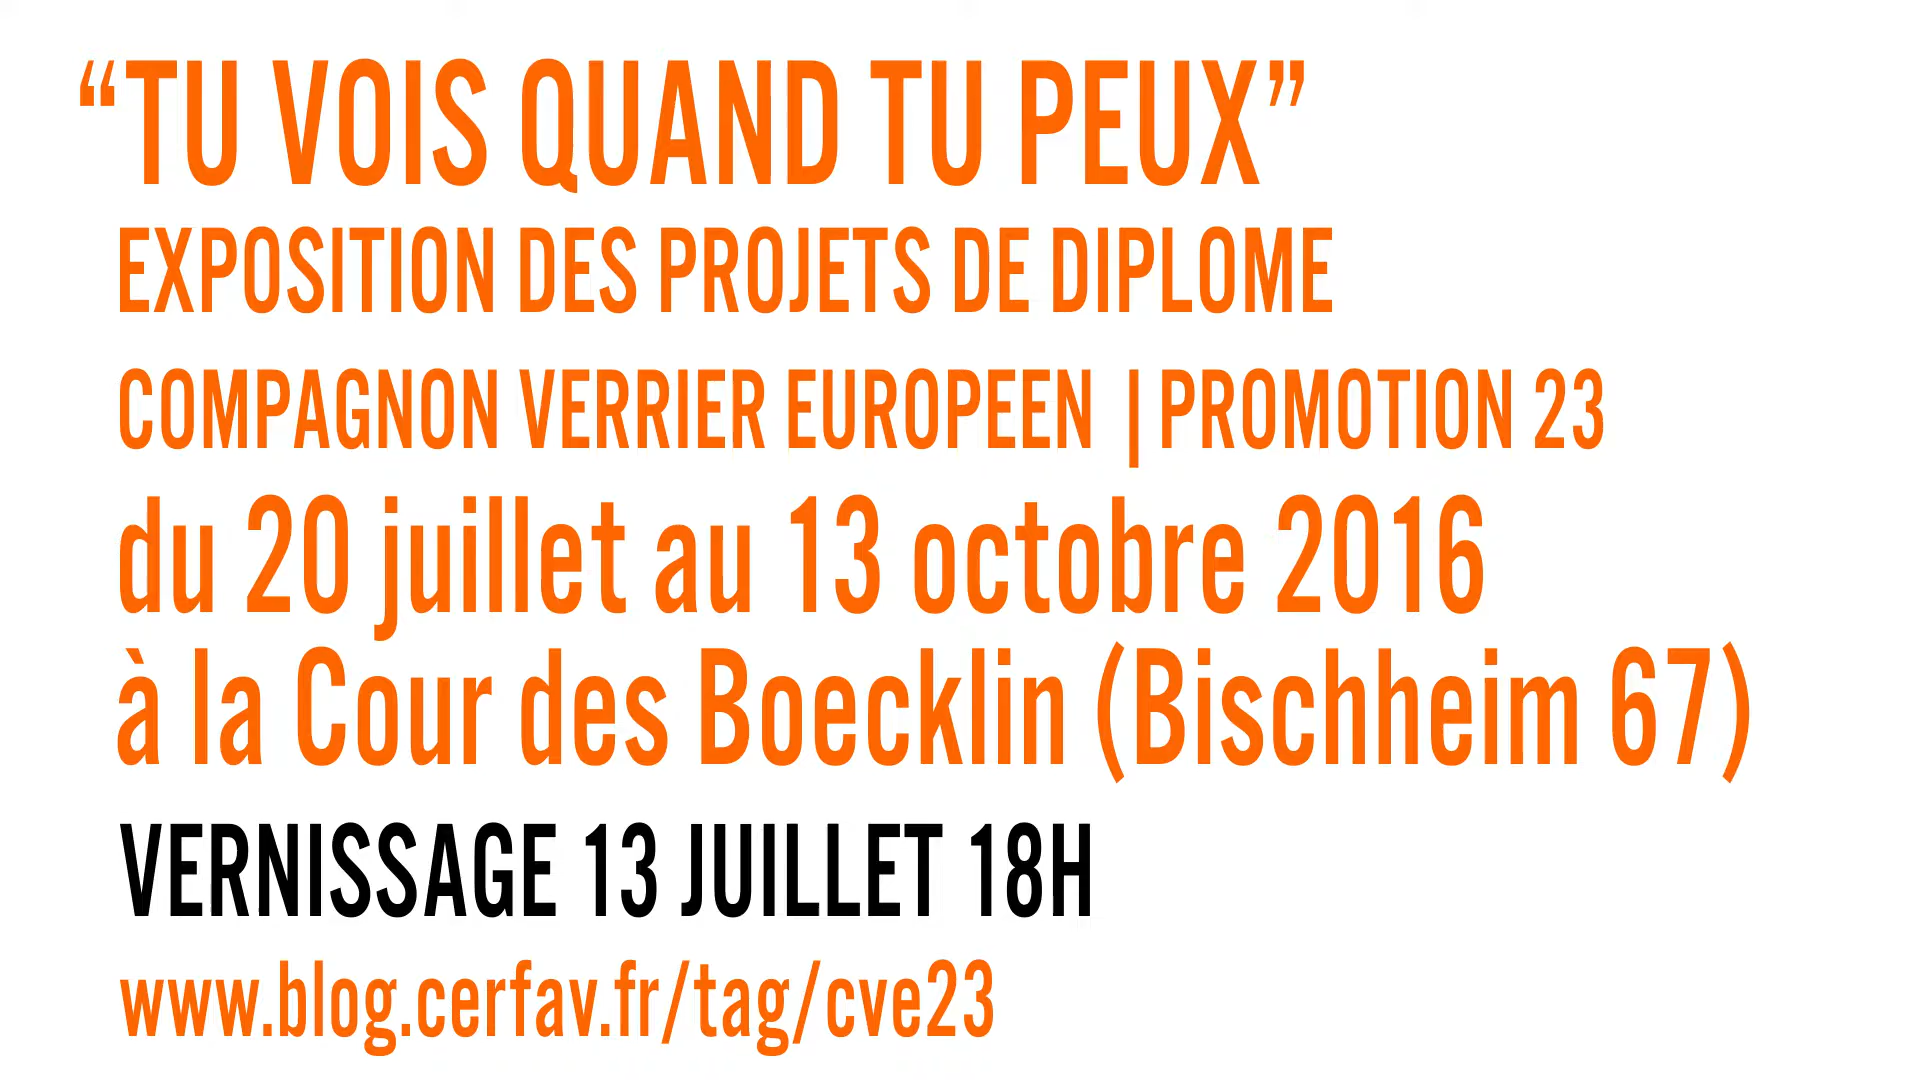 “TU VOIS QUAND TU PEUX”
EXPOSITION DES PROJETS DE DIPLOME
COMPAGNON VERRIER EUROPEEN | PROMOTION 23
du 20 juillet au 13 octobre 2016
à la Cour des Boecklin (Bischheim 67)
VERNISSAGE 13 JUILLET 18H
www.blog.cerfav.fr/tag/cve23